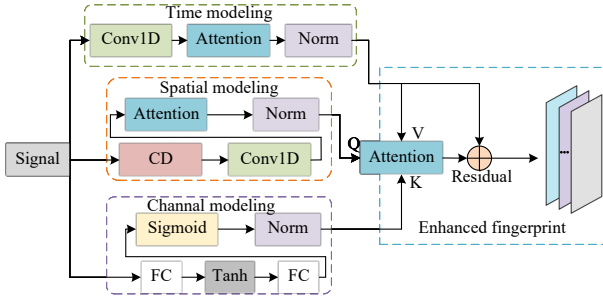 Time modeling
Conv1D
Attention
Norm
Spatial modeling
Attention
Norm
Signal
CD
Conv1D
Q
Attention
V
K
Residual
...
Channal modeling
Sigmoid
Norm
FC
Tanh
FC
Enhanced fingerprint